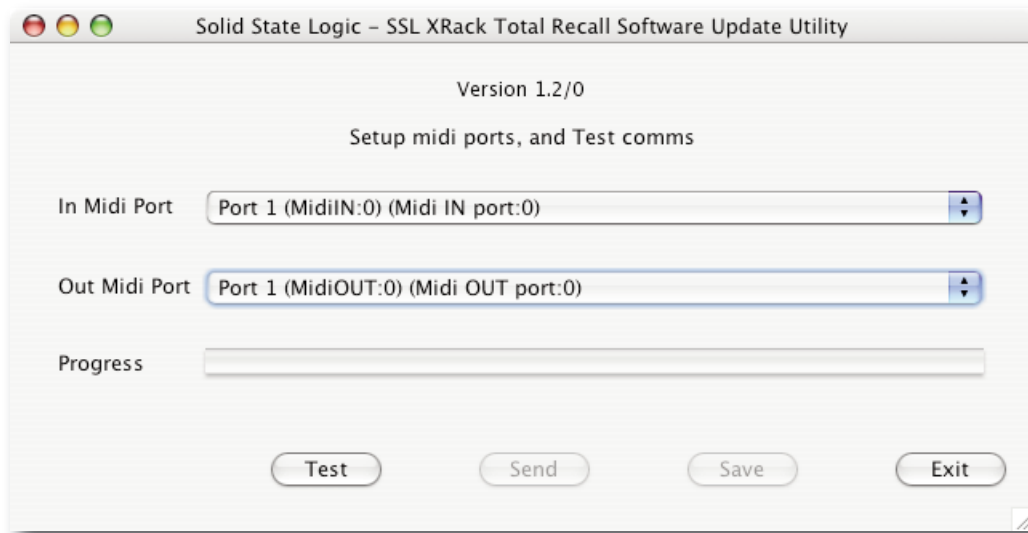 Solid State Logic – SSL XRack Total Recall Software Update Utility
Version 1.2/0
Setup midi ports, and Test comms
In Midi Port Port 1 (MidiIN:0) (Midi IN port:0)
Out Midi Port Port 1 (MidiOUT:0) (Midi OUT port:0)
Progress
Test Send Save Exit